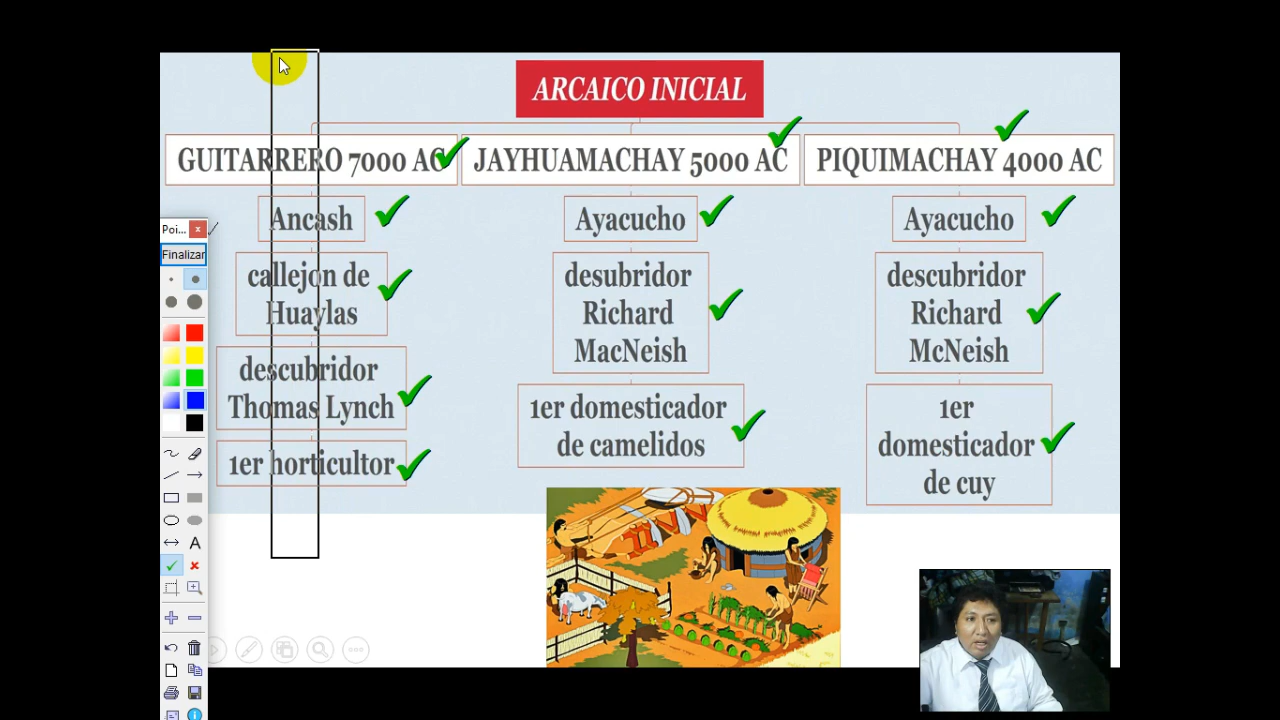 ARCAICO INICIAL
GUITARRERO 7000 AC
JAYHUAMACHAY 5000 AC
PIQUIMACHAY 4000 AC
Ancash
callejon de
Huaylas
descubridor
Thomas Lynch
1er horticultor
Ayacucho
desubridor
Richard
MacNeish
1er domesticador
de camelidos
Ayacucho
descubridor
Richard
McNeish
1er
domesticador
de cuy
Poi...
Finalizar
A